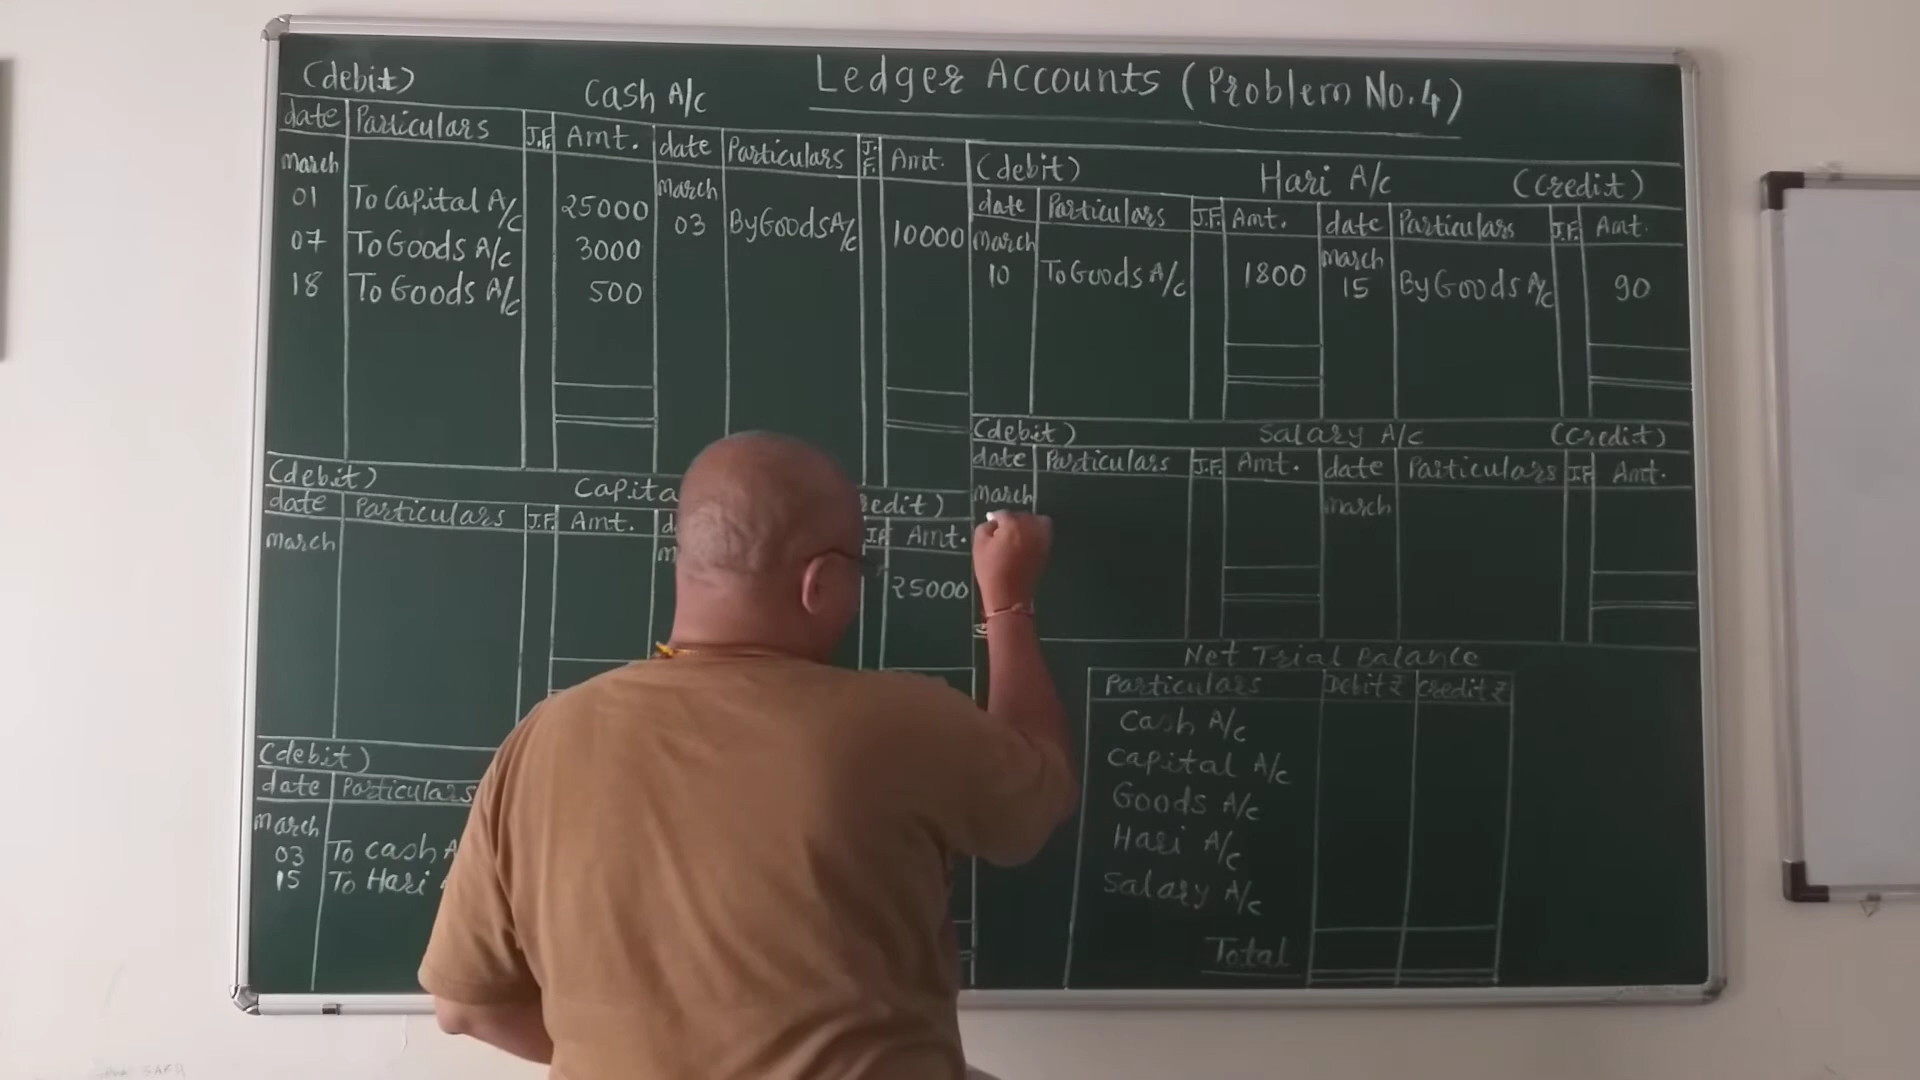 Ledger Accounts (Problem No.4)
(debit) Cash A/c
date Particulars J.F. Amt. date Particulars J.F. Amt.
march march
01 To Capital A/c 25000 03 By Goods A/c 10000
07 To Goods A/c 3000
18 To Goods A/c 500
(debit) Hari A/c (credit)
date Particulars J.F. Amt. date Particulars J.F. Amt.
march march
10 To Goods A/c 1800 15 By Goods A/c 90
(debit) Salary A/c (credit)
date Particulars J.F. Amt. date Particulars J.F. Amt.
march march
(debit) Capita edit)
date Particulars J.F. Amt. d J.F. Amt.
march m
25000
(debit)
date Particulars
march
03 To cash A
15 To Hari
Net Trial Balance
Particulars Debit ₹ credit ₹
Cash A/c
Capital A/c
Goods A/c
Hari A/c
Salary A/c
Total